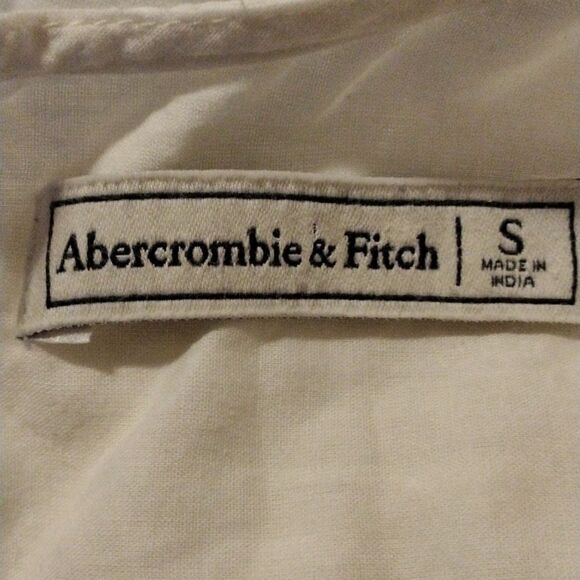 Abercrombie & Fitch | S
MADE IN
INDIA